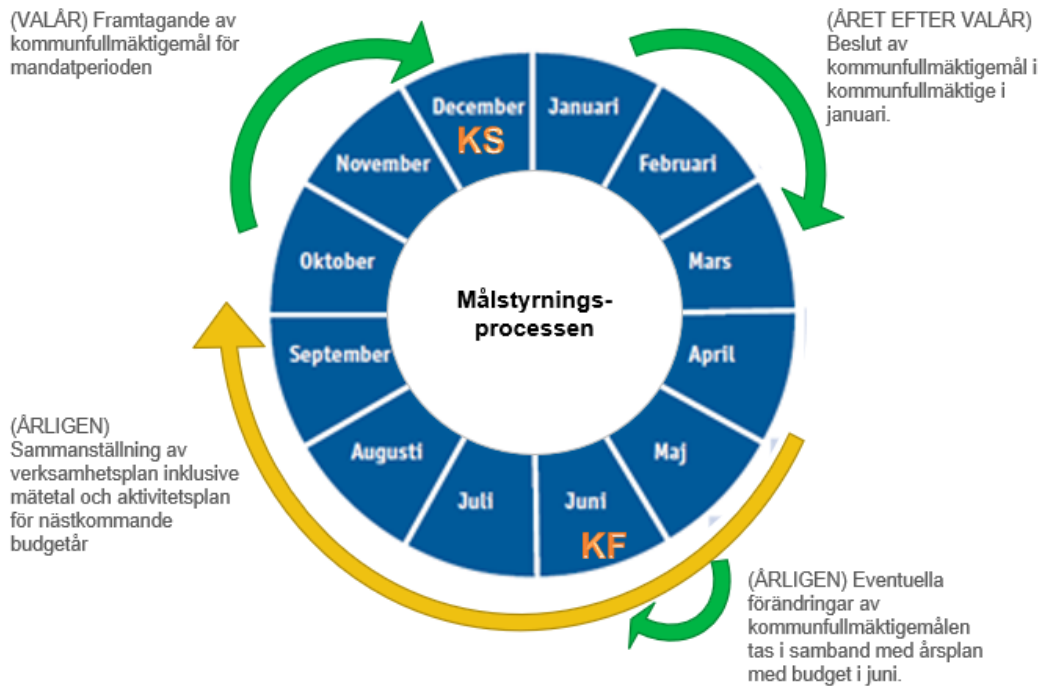 (VALÅR) Framtagande av
kommunfullmäktigemål för
mandatperioden
(ÅRET EFTER VALÅR)
Beslut av
kommunfullmäktigemål i
kommunfullmäktige i
januari.
December
KS
Januari
Februari
Mars
April
Maj
Juni
KF
Juli
Augusti
September
Oktober
November
Målstyrnings-
processen
(ÅRLIGEN)
Sammanställning av
verksamhetsplan inklusive
mätetal och aktivitetsplan
för nästkommande
budgetår
(ÅRLIGEN) Eventuella
förändringar av
kommunfullmäktigemålen
tas i samband med årsplan
med budget i juni.